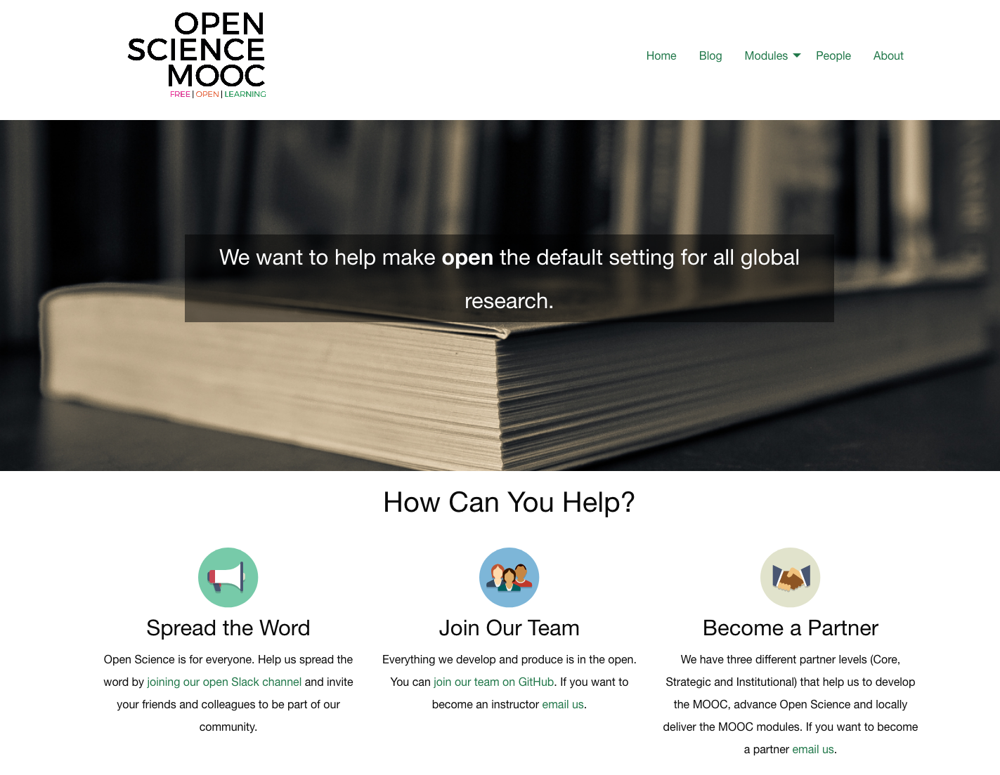 OPEN
SCIENCE
MOOC
FREE | OPEN | LEARNING
Home Blog Modules People About
We want to help make open the default setting for all global
research.
How Can You Help?
Spread the Word
Open Science is for everyone. Help us spread the
word by joining our open Slack channel and invite
your friends and colleagues to be part of our
community.
Join Our Team
Everything we develop and produce is in the open.
You can join our team on GitHub. If you want to
become an instructor email us.
Become a Partner
We have three different partner levels (Core,
Strategic and Institutional) that help us to develop
the MOOC, advance Open Science and locally
deliver the MOOC modules. If you want to become
a partner email us.